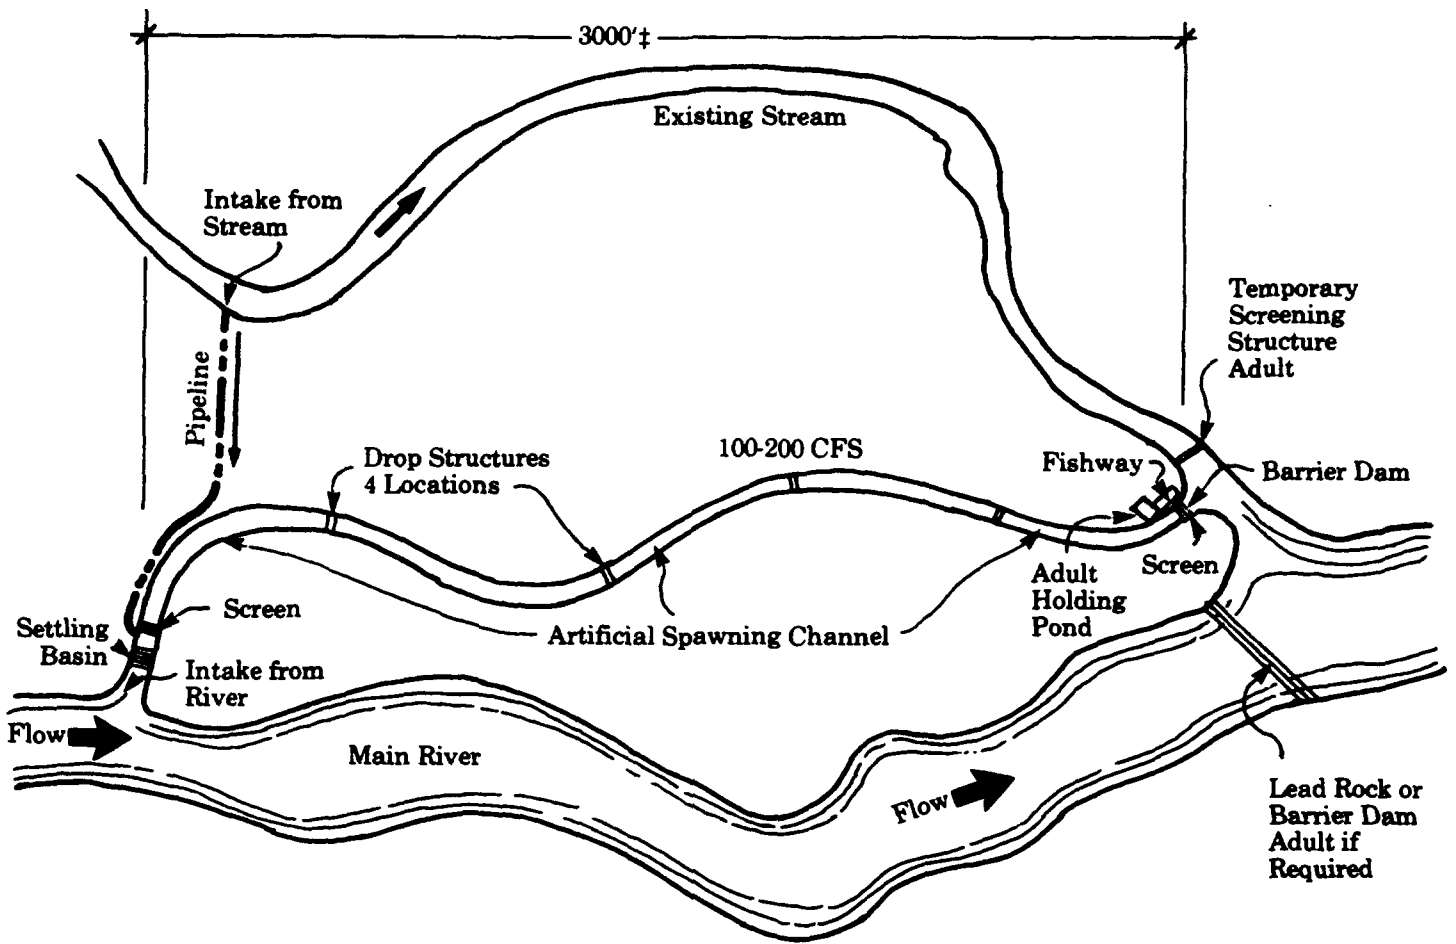 3000'‡
Existing Stream
Intake from
Stream
Temporary
Screening
Structure
Adult
Pipeline
Drop Structures
4 Locations
100-200 CFS
Fishway
Barrier Dam
Screen
Adult
Holding
Pond
Screen
Settling
Basin
Artificial Spawning Channel
Intake from
River
Flow
Main River
Flow
Lead Rock or
Barrier Dam
Adult if
Required